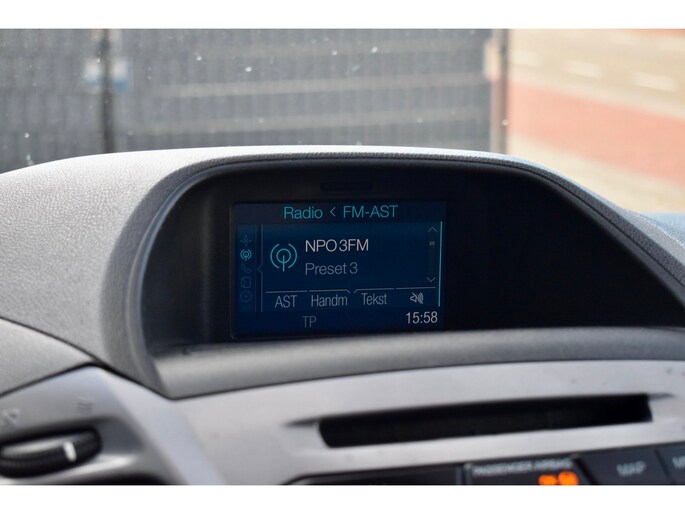 Radio < FM-AST
NPO 3FM
Preset 3
AST Handm Tekst
TP 15:58
PASSENGER AIRBAG
MAP